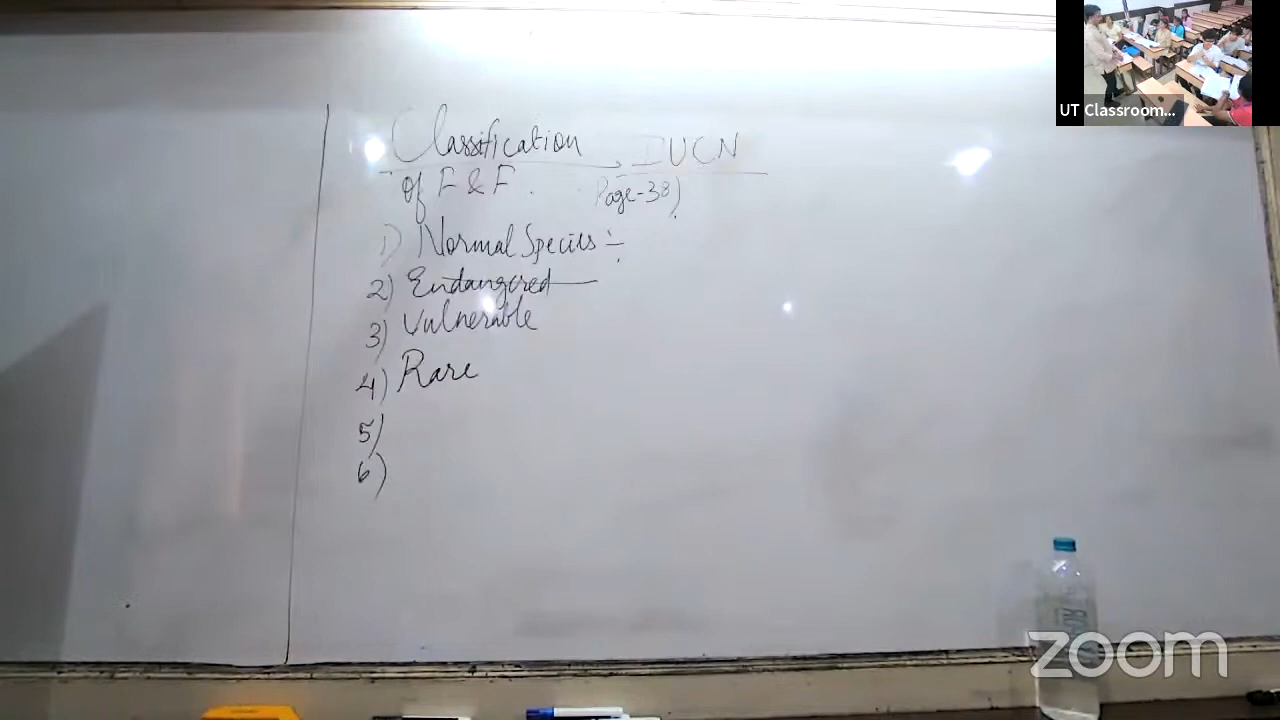 Classification → IUCN
of F & F. Page-38)
1) Normal Species :-
2) Endangered —
3) Vulnerable
4) Rare
5)
6)
UT Classroom...
zoom